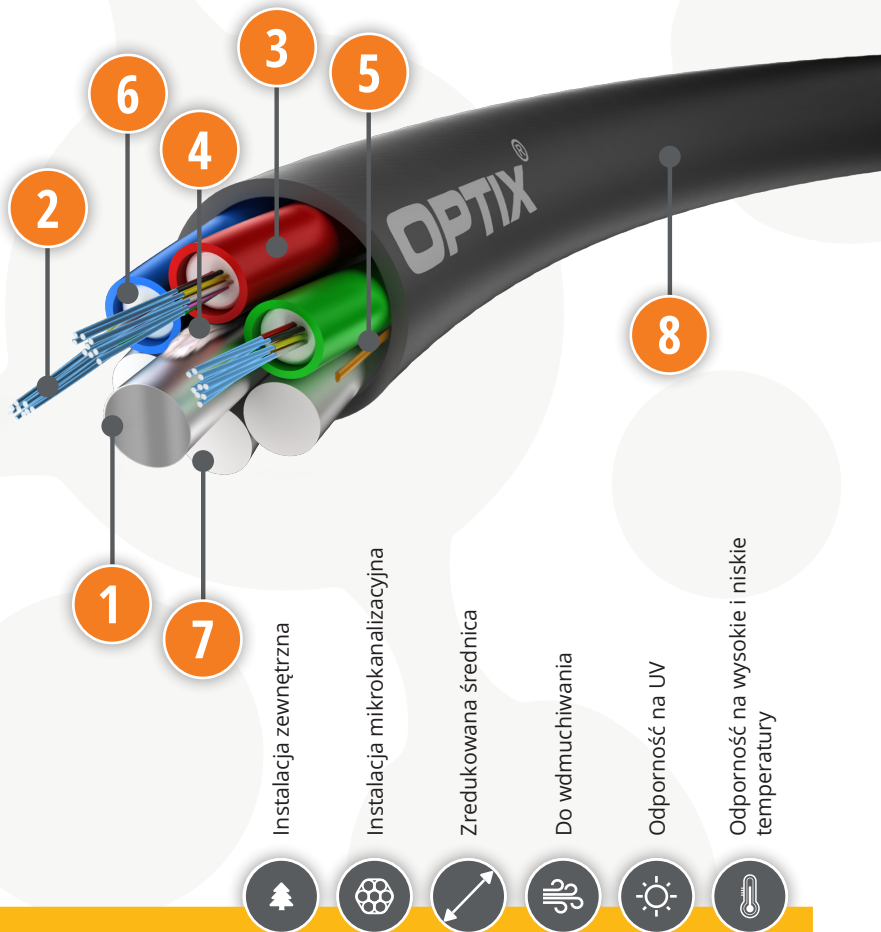 3
5
6
4
2
OPTIX®
8
1
7
Instalacja zewnętrzna
Instalacja mikrokanalizacyjna
Zredukowana średnica
Do wdmuchiwania
Odporność na UV
Odporność na wysokie i niskie
temperatury